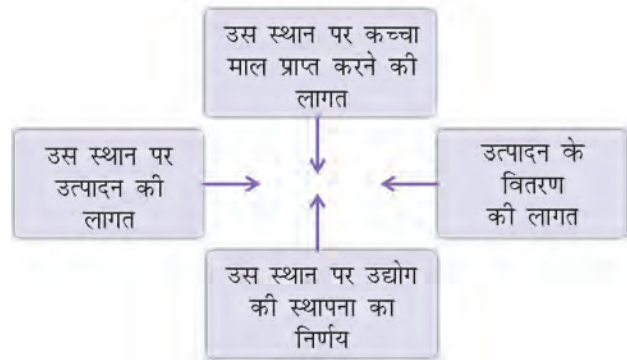 उस स्थान पर कच्चा
माल प्राप्त करने की
लागत
उस स्थान पर
उत्पादन की
लागत
उत्पादन के
वितरण
की लागत
उस स्थान पर उद्योग
की स्थापना का
निर्णय